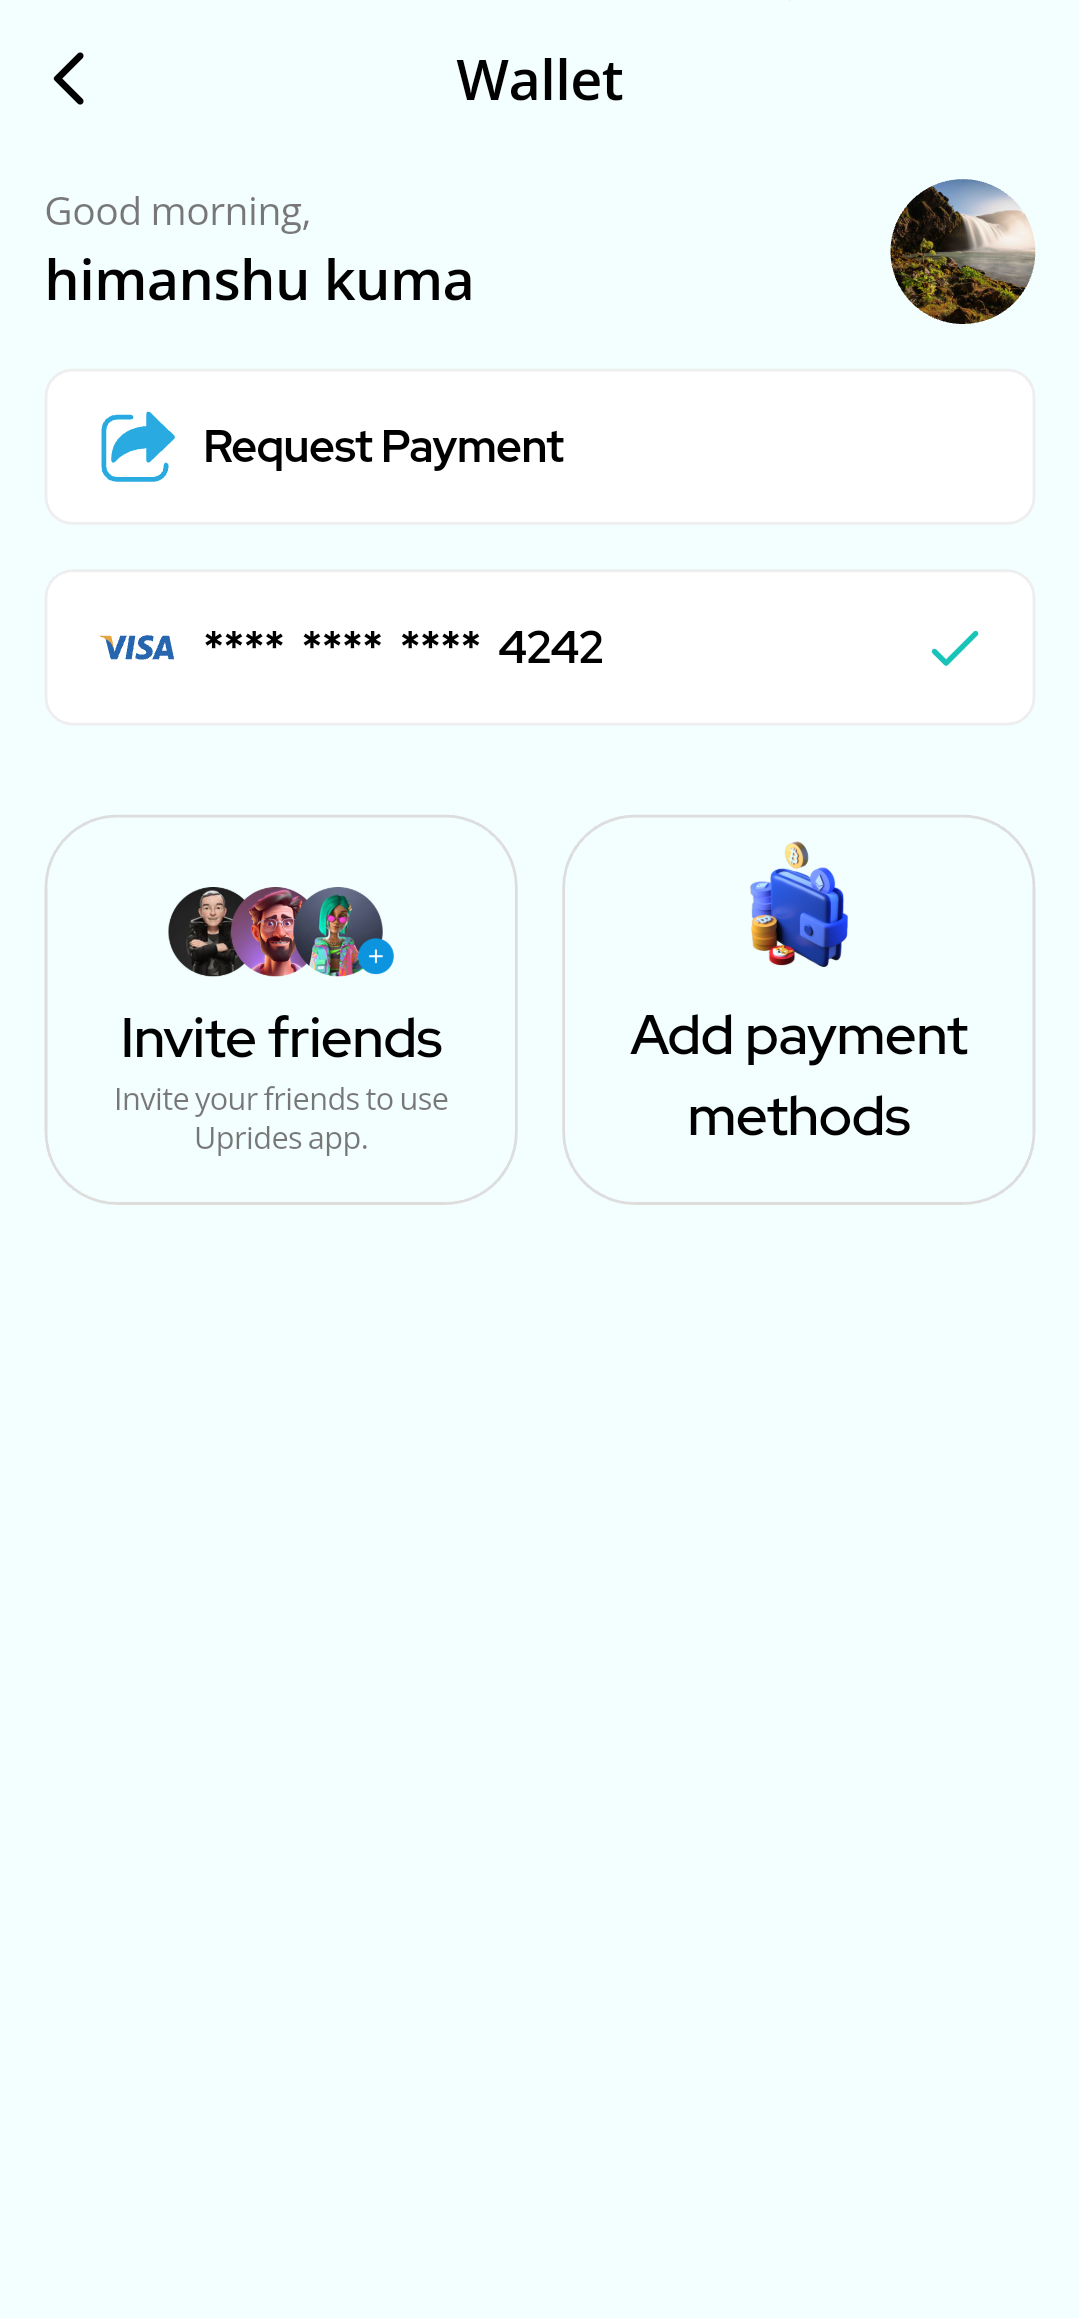 Wallet
Good morning,
himanshu kuma
Request Payment
VISA **** **** **** 4242
Invite friends
Invite your friends to use
Uprides app.
Add payment
methods